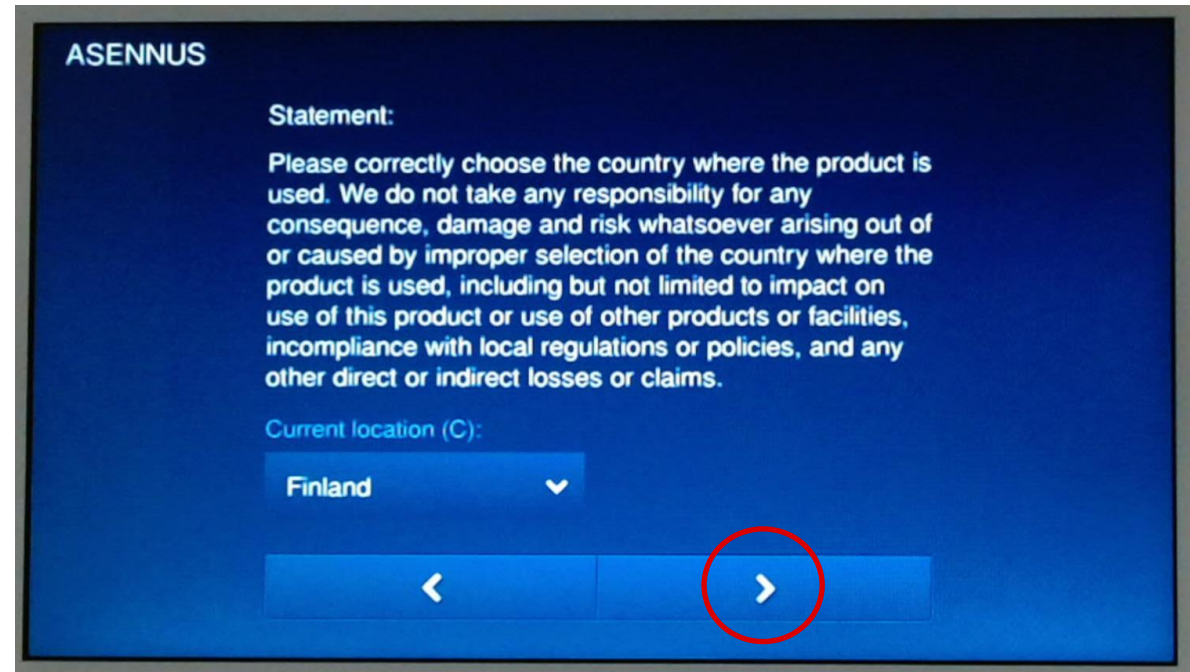 ASENNUS
Statement:
Please correctly choose the country where the product is
used. We do not take any responsibility for any
consequence, damage and risk whatsoever arising out of
or caused by improper selection of the country where the
product is used, including but not limited to impact on
use of this product or use of other products or facilities,
incompliance with local regulations or policies, and any
other direct or indirect losses or claims.
Current location (C):
Finland